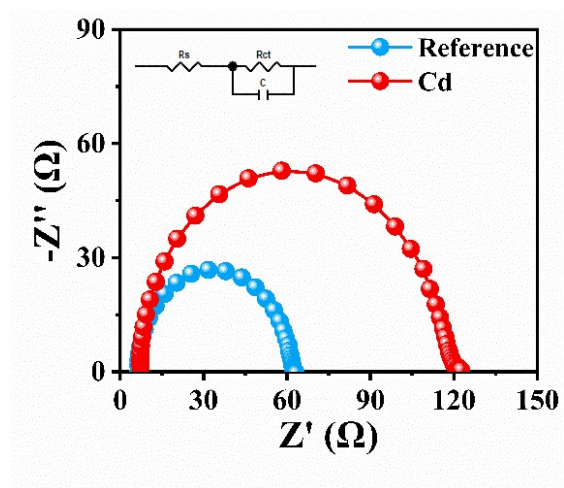 90
60
30
0
-Z'' (Ω)
Rs
Rct
C
Reference
Cd
0
30
60
90
120
150
Z' (Ω)